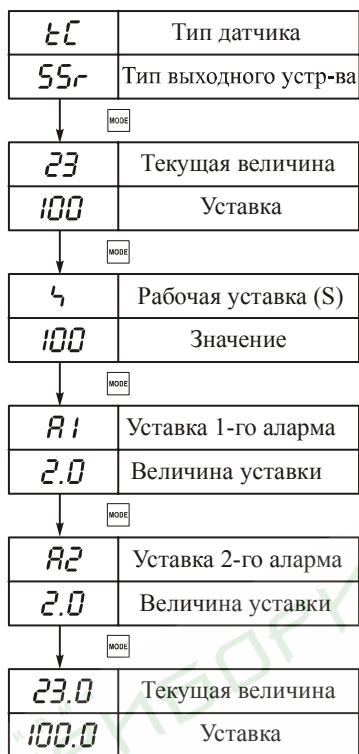 tC Тип датчика
SSr Тип выходного устр-ва
MODE
23 Текущая величина
100 Уставка
MODE
ᔕ Рабочая уставка (S)
100 Значение
MODE
A1 Уставка 1-го аларма
2.0 Величина уставки
MODE
A2 Уставка 2-го аларма
2.0 Величина уставки
MODE
23.0 Текущая величина
100.0 Уставка